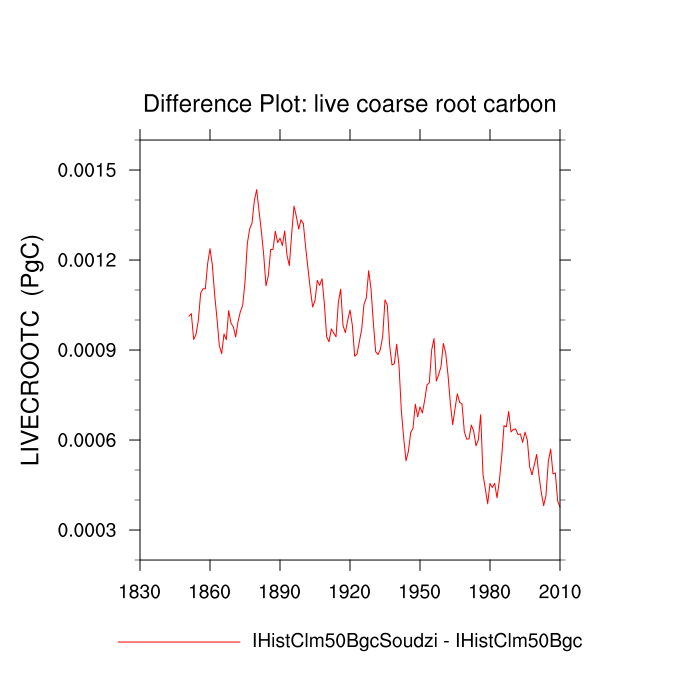 Difference Plot: live coarse root carbon
LIVECROOTC (PgC)
0.0015
0.0012
0.0009
0.0006
0.0003
1830 1860 1890 1920 1950 1980 2010
IHistClm50BgcSoudzi - IHistClm50Bgc